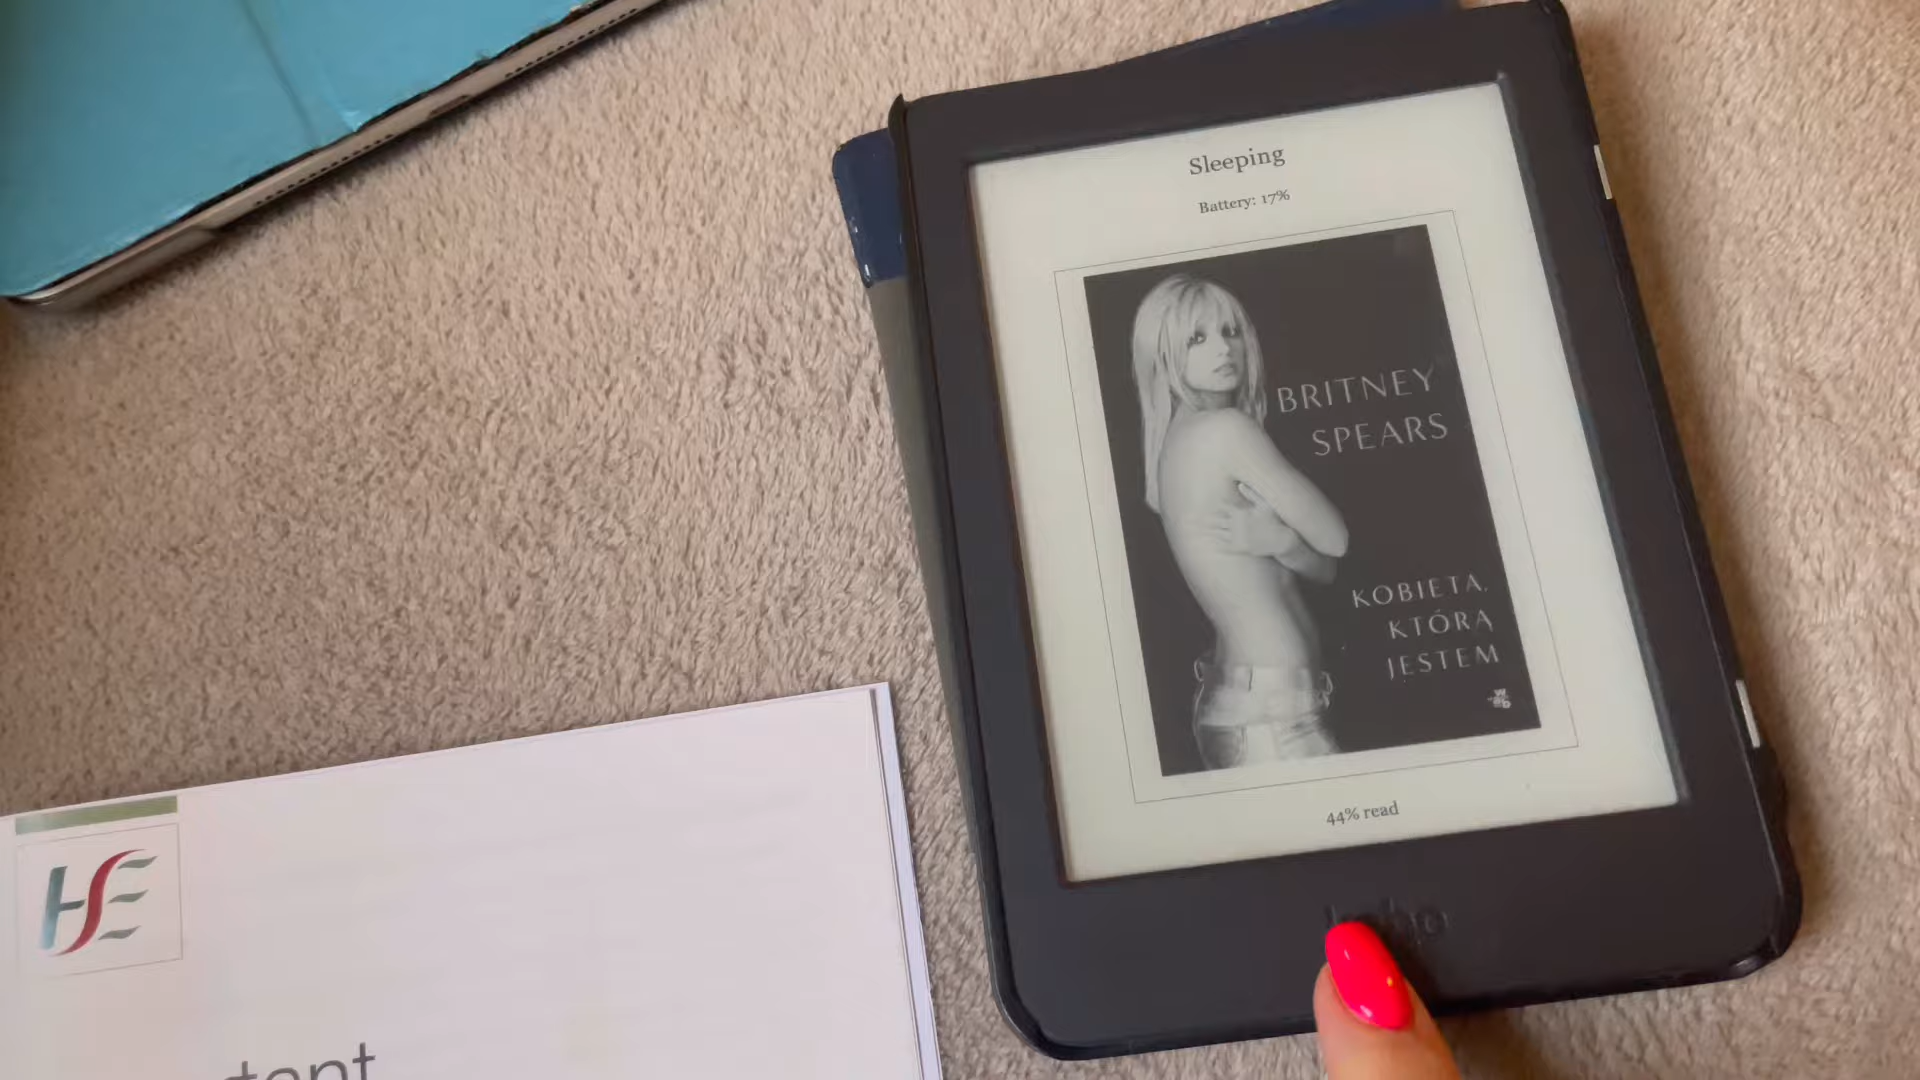 Sleeping
Battery: 17%
BRITNEY
SPEARS
KOBIETA,
KTÓRĄ
JESTEM
44% read
HSE